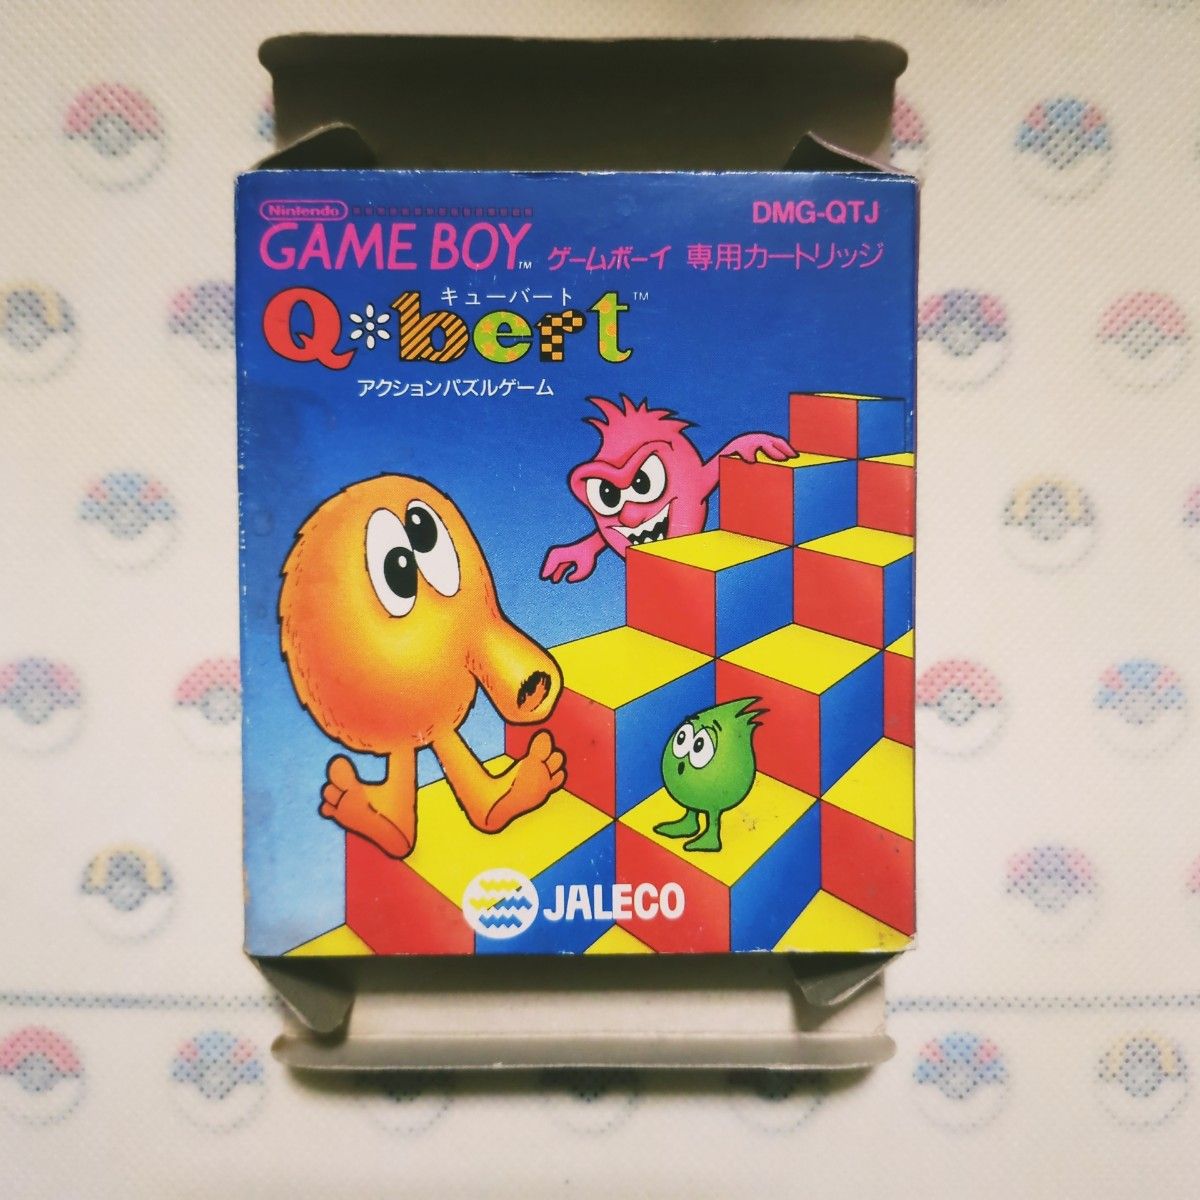 Nintendo
DMG-QTJ
GAME BOY™ ゲームボーイ 専用カートリッジ
キューバート
Q*bert™
アクションパズルゲーム
JALECO